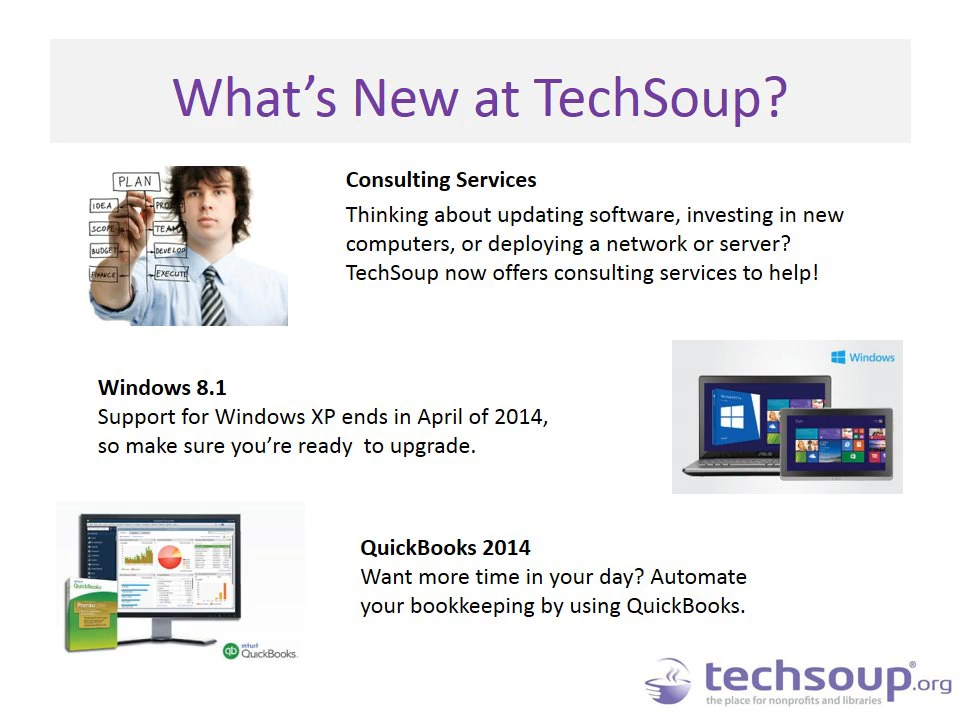 What's New at TechSoup?
PLAN
IDEA
SCOPE
TEAM
BUDGET
DEVELOP
FINANCE
EXECUTE
Consulting Services
Thinking about updating software, investing in new
computers, or deploying a network or server?
TechSoup now offers consulting services to help!
Windows 8.1
Support for Windows XP ends in April of 2014,
so make sure you're ready  to upgrade.
Windows
ASUS
QuickBooks
Premier
intuit
QuickBooks.
qb
QuickBooks 2014
Want more time in your day? Automate
your bookkeeping by using QuickBooks.
techsoup®.org
the place for nonprofits and libraries